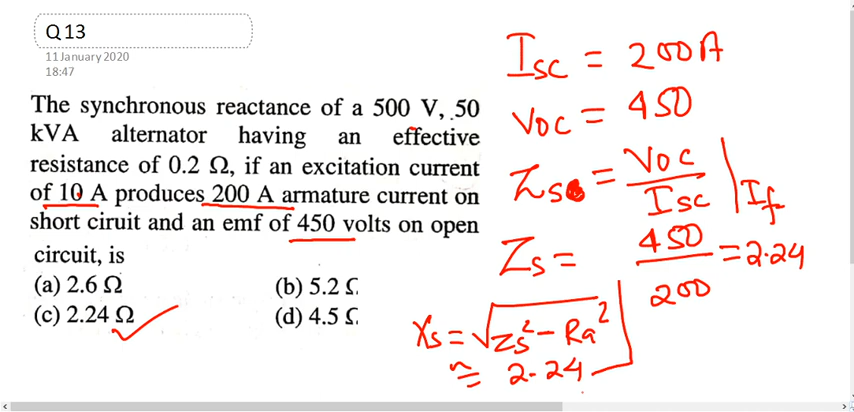 Q 13
11 January 2020
18:47
The synchronous reactance of a 500 V, 50
kVA alternator having an effective
resistance of 0.2 Ω, if an excitation current
of 10 A produces 200 A armature current on
short ciruit and an emf of 450 volts on open
circuit, is
(a) 2.6 Ω (b) 5.2 Ω
(c) 2.24 Ω (d) 4.5 Ω
Isc = 200A
Voc = 450
Zs = Voc / Isc | If
Zs = 450 / 200 = 2.24
Xs = √Zs² - Ra²
≈ 2.24